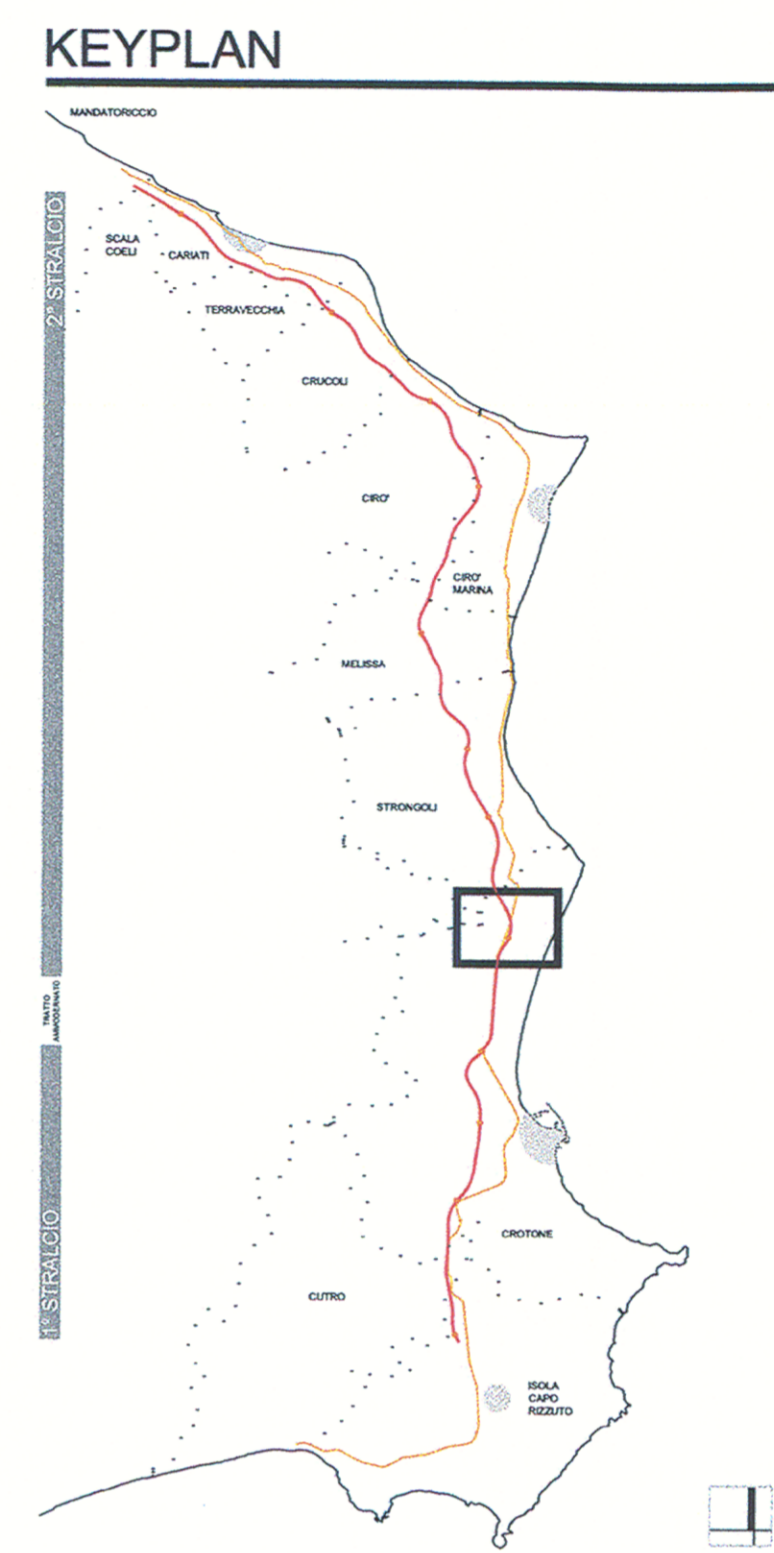 KEYPLAN
MANDATORICCIO
2° STRALCIO
SCALA
COELI
CARIATI
TERRAVECCHIA
CRUCOLI
CIRO'
CIRO'
MARINA
MELISSA
STRONGOLI
TRATTO
AMMODERNATO
1° STRALCIO
CROTONE
CUTRO
ISOLA
CAPO
RIZZUTO